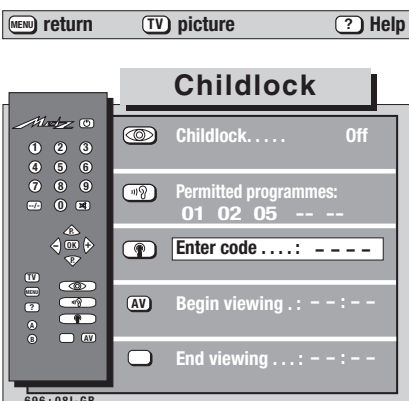 MENU return TV picture ? Help
Childlock
Metz
1 2 3
4 5 6
7 8 9
--/- 0
P+
- OK +
P-
TV
MENU
?
A
B AV
Childlock..... Off
Permitted programmes:
01 02 05 -- --
Enter code ....: – – – –
AV Begin viewing .: – – : – –
End viewing ...: – – : – –